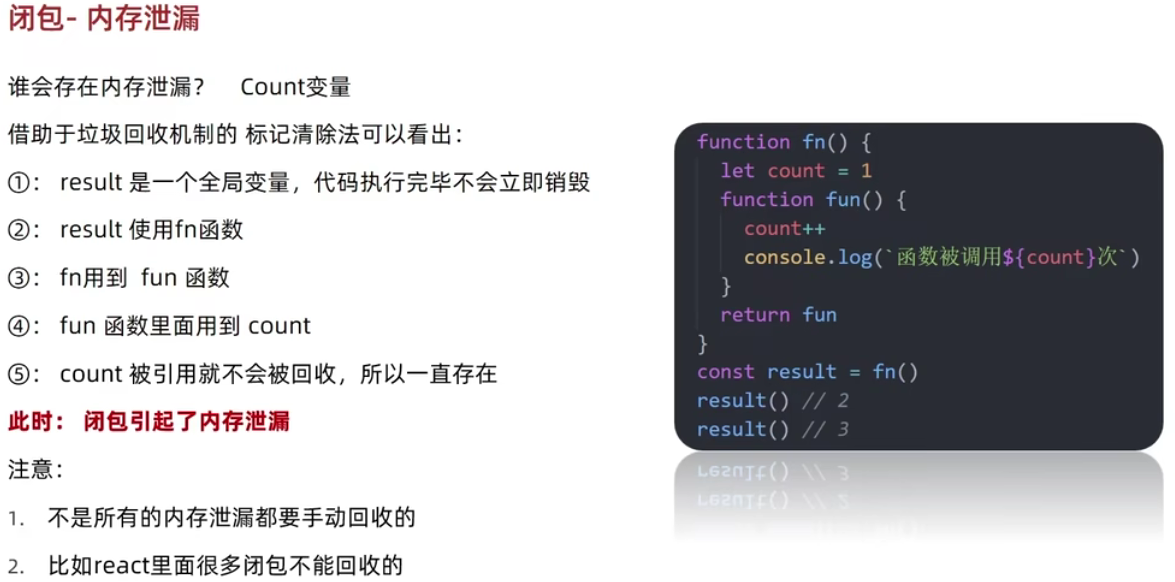 闭包- 内存泄漏
谁会存在内存泄漏? Count变量
借助于垃圾回收机制的 标记清除法可以看出：
①： result 是一个全局变量，代码执行完毕不会立即销毁
②： result 使用fn函数
③： fn用到 fun 函数
④： fun 函数里面用到 count
⑤： count 被引用就不会被回收，所以一直存在
此时： 闭包引起了内存泄漏
注意：
1. 不是所有的内存泄漏都要手动回收的
2. 比如react里面很多闭包不能回收的
function fn() {
let count = 1
function fun() {
count++
console.log(`函数被调用${count}次`)
}
return fun
}
const result = fn()
result() // 2
result() // 3